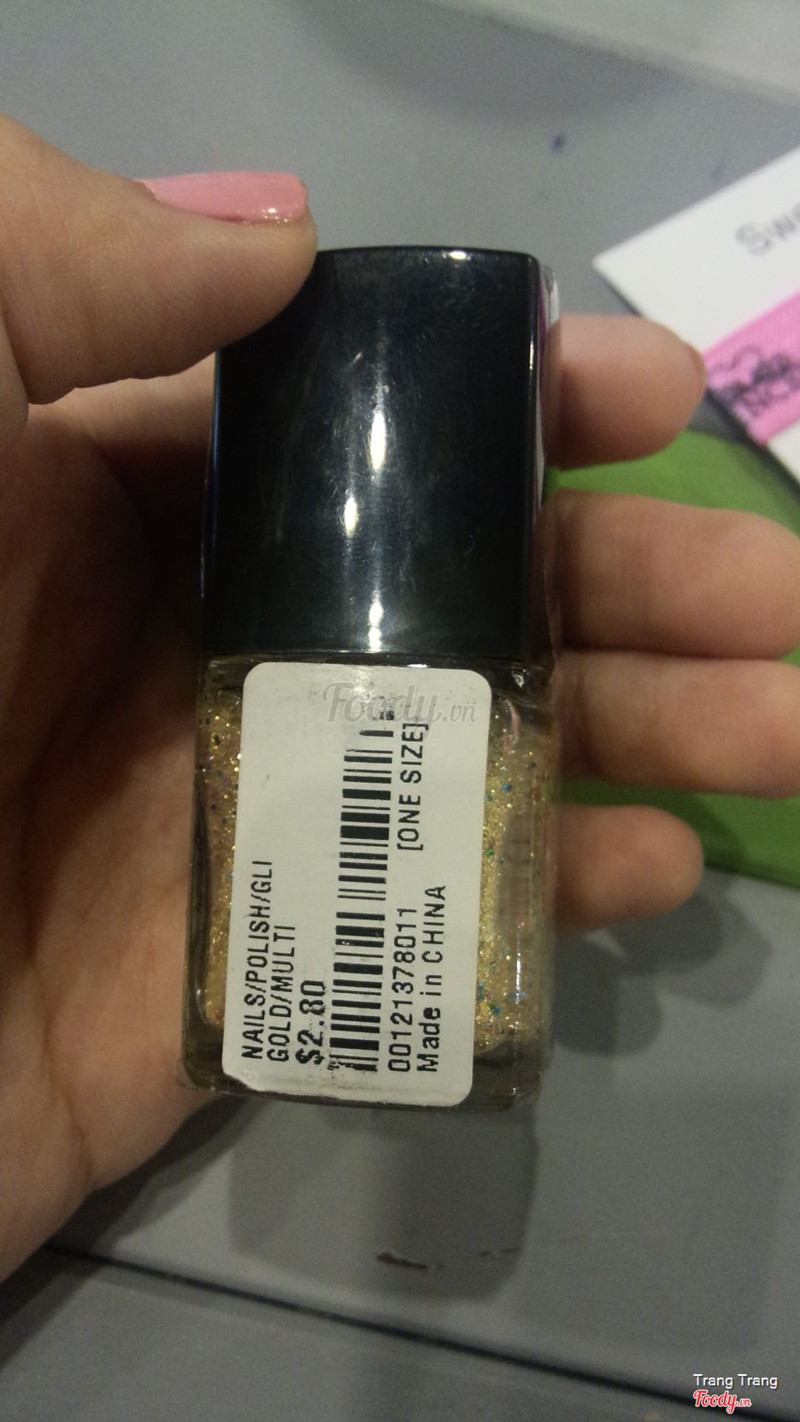 Swe
Foody.vn
NAILS/POLISH/GLI
GOLD/MULTI
$2.80
[ONE SIZE]
00121378011
Made in CHINA
Trang Trang
Foody.vn